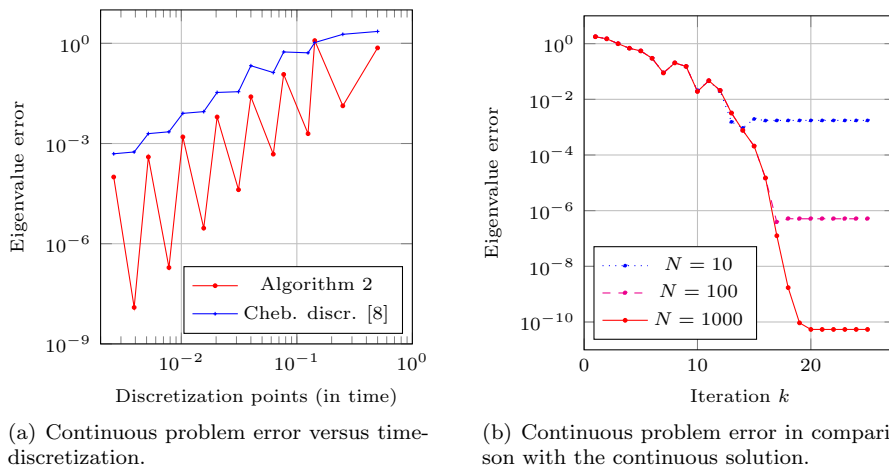 10^0
10^-3
10^-6
10^-9
10^-2
10^-1
10^0
Eigenvalue error
Discretization points (in time)
Algorithm 2
Cheb. discr. [8]
(a) Continuous problem error versus time-
discretization.
10^0
10^-2
10^-4
10^-6
10^-8
10^-10
0
10
20
Eigenvalue error
Iteration k
N = 10
N = 100
N = 1000
(b) Continuous problem error in compari
son with the continuous solution.